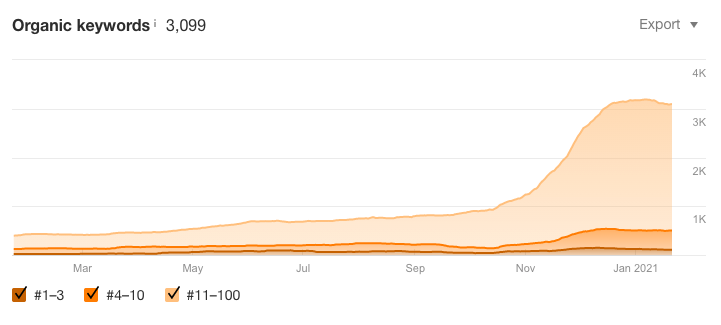 Organic keywords i 3,099
Export
4K
3K
2K
1K
Mar May Jul Sep Nov Jan 2021
#1–3 #4–10 #11–100